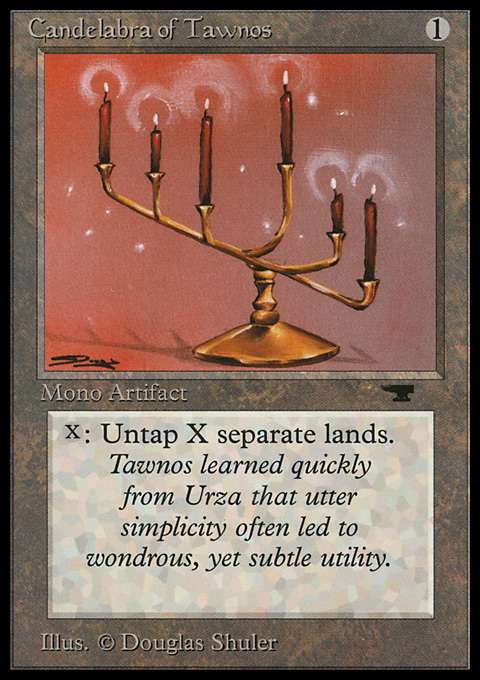 Candelabra of Tawnos 1
Mono Artifact
X: Untap X separate lands.
Tawnos learned quickly
from Urza that utter
simplicity often led to
wondrous, yet subtle utility.
Illus. © Douglas Shuler